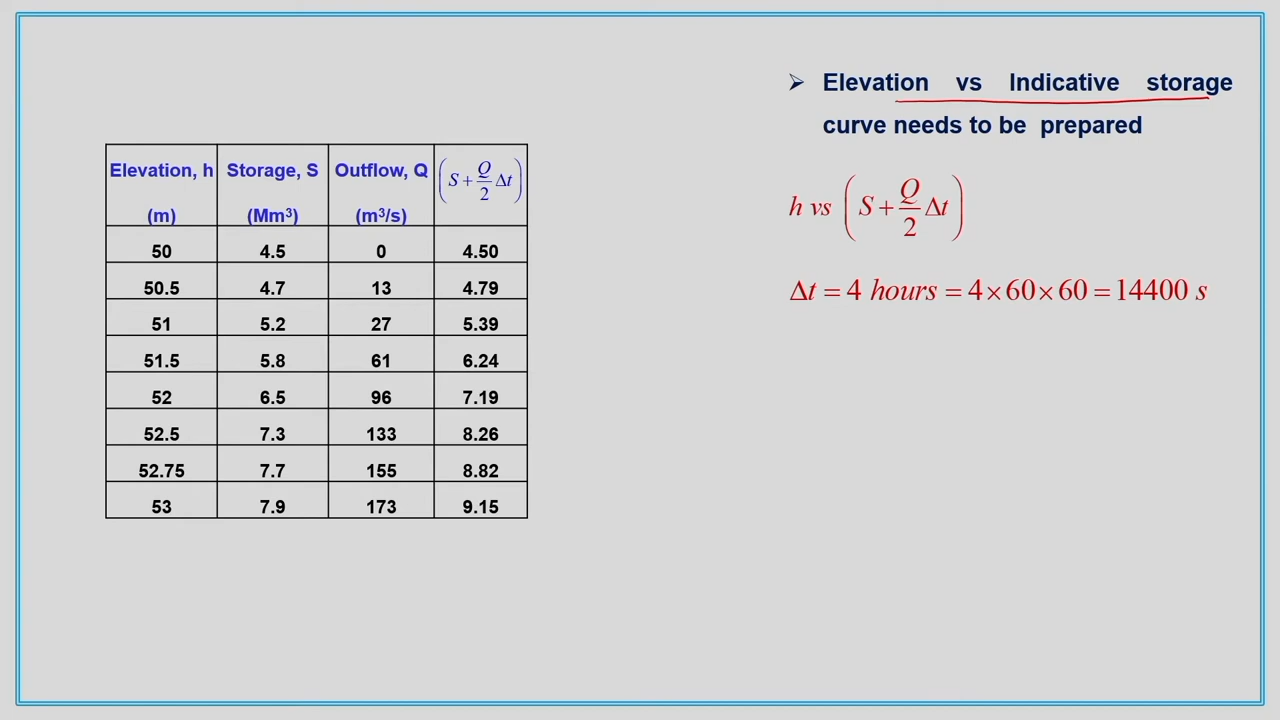 ➢ Elevation vs Indicative storage
curve needs to be prepared
Elevation, h (m) | Storage, S (Mm³) | Outflow, Q (m³/s) | (S + Q/2 Δt)
50 | 4.5 | 0 | 4.50
50.5 | 4.7 | 13 | 4.79
51 | 5.2 | 27 | 5.39
51.5 | 5.8 | 61 | 6.24
52 | 6.5 | 96 | 7.19
52.5 | 7.3 | 133 | 8.26
52.75 | 7.7 | 155 | 8.82
53 | 7.9 | 173 | 9.15
h vs (S + Q/2 Δt)
Δt = 4 hours = 4×60×60 = 14400 s